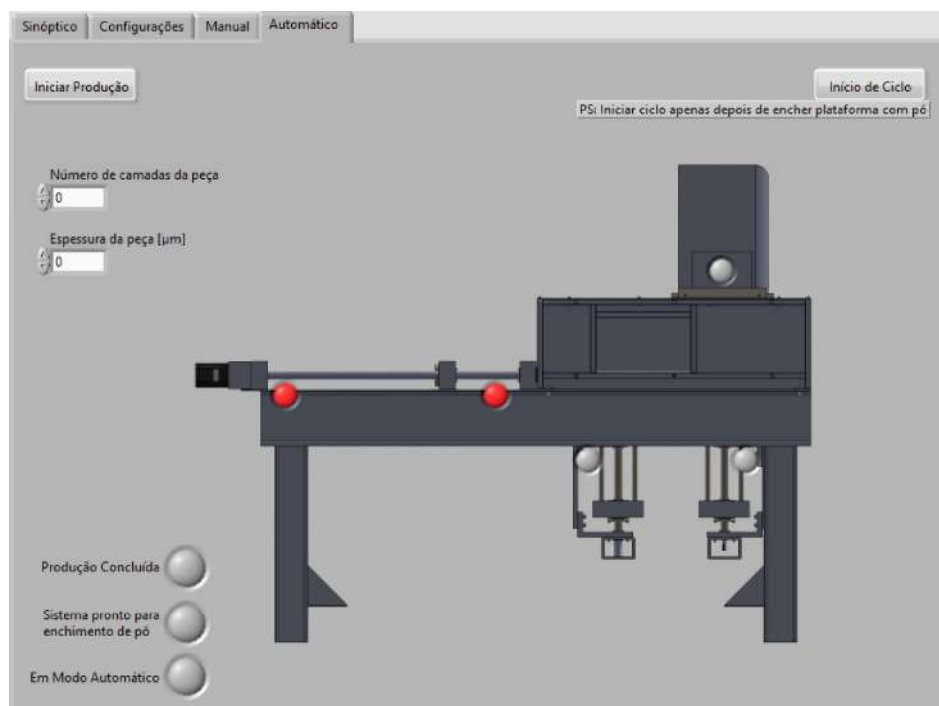 Sinóptico
Configurações
Manual
Automático
Iniciar Produção
Início de Ciclo
PS: Iniciar ciclo apenas depois de encher plataforma com pó
Número de camadas da peça
0
Espessura da peça [µm]
0
Produção Concluída
Sistema pronto para
enchimento de pó
Em Modo Automático